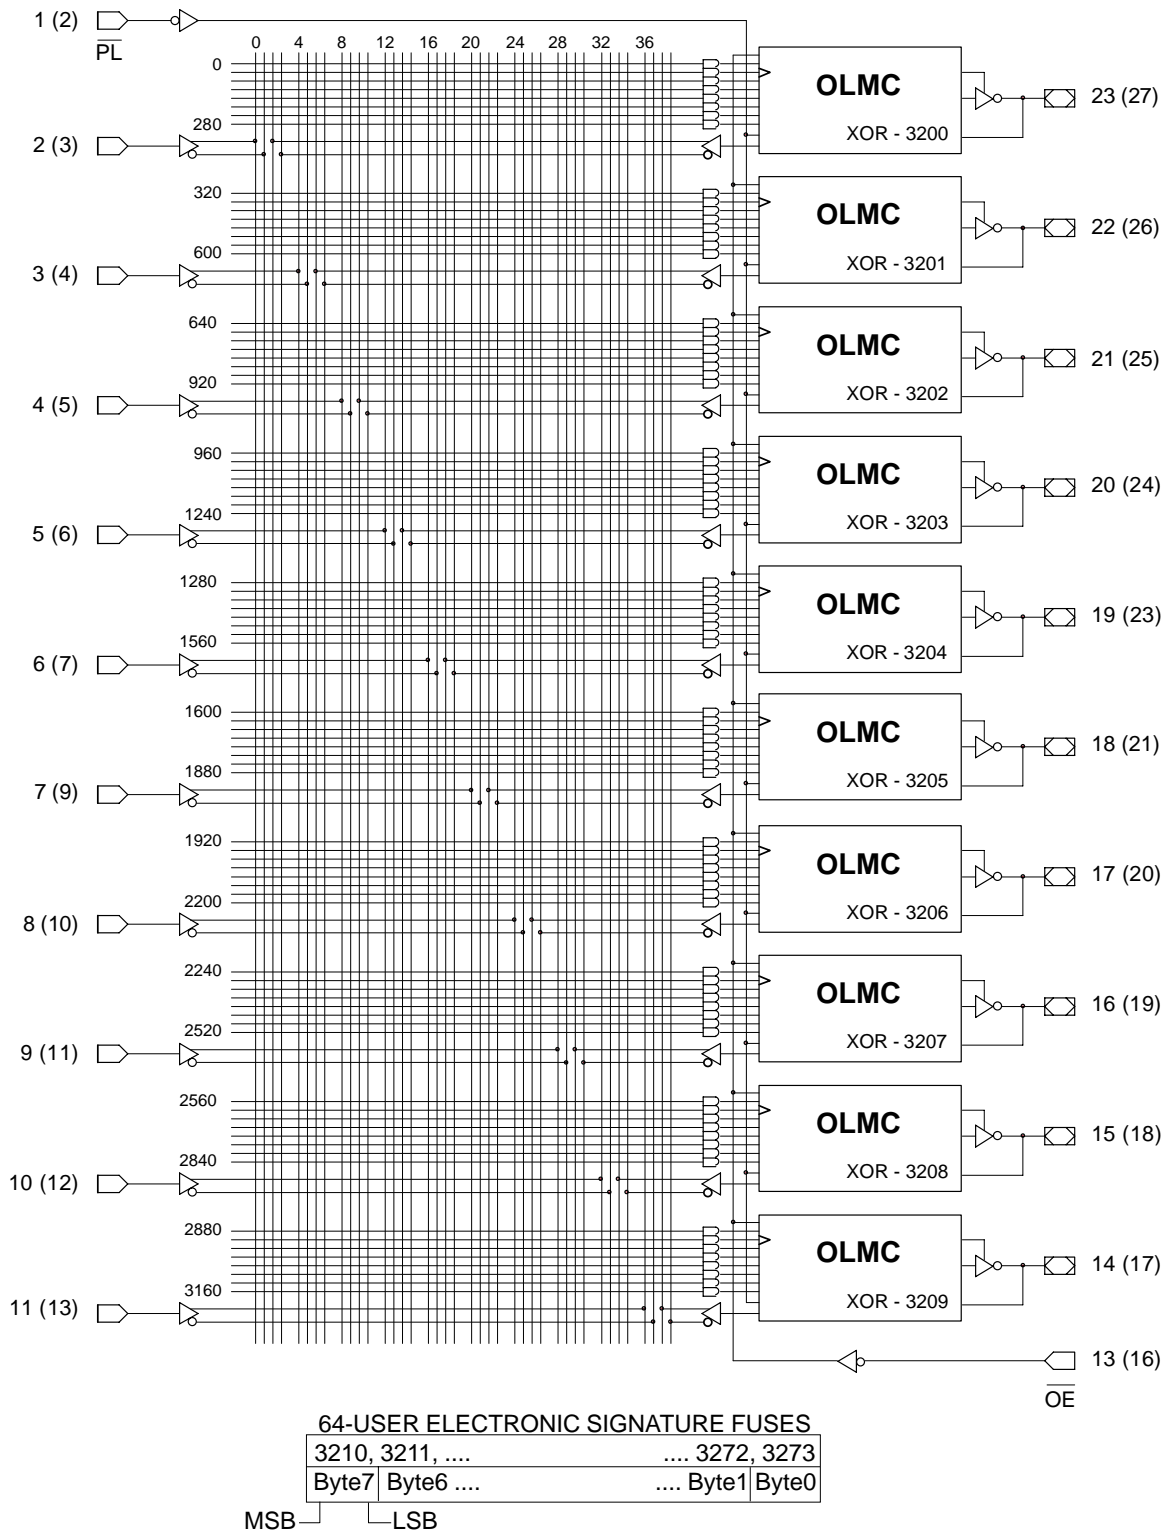 1 (2)
PL
0 4 8 12 16 20 24 28 32 36
0
280
OLMC
XOR - 3200
23 (27)
2 (3)
320
600
OLMC
XOR - 3201
22 (26)
3 (4)
640
920
OLMC
XOR - 3202
21 (25)
4 (5)
960
1240
OLMC
XOR - 3203
20 (24)
5 (6)
1280
1560
OLMC
XOR - 3204
19 (23)
6 (7)
1600
1880
OLMC
XOR - 3205
18 (21)
7 (9)
1920
2200
OLMC
XOR - 3206
17 (20)
8 (10)
2240
2520
OLMC
XOR - 3207
16 (19)
9 (11)
2560
2840
OLMC
XOR - 3208
15 (18)
10 (12)
2880
3160
OLMC
XOR - 3209
14 (17)
11 (13)
13 (16)
OE
64-USER ELECTRONIC SIGNATURE FUSES
3210, 3211, .... .... 3272, 3273
Byte7 Byte6 .... .... Byte1 Byte0
MSB LSB